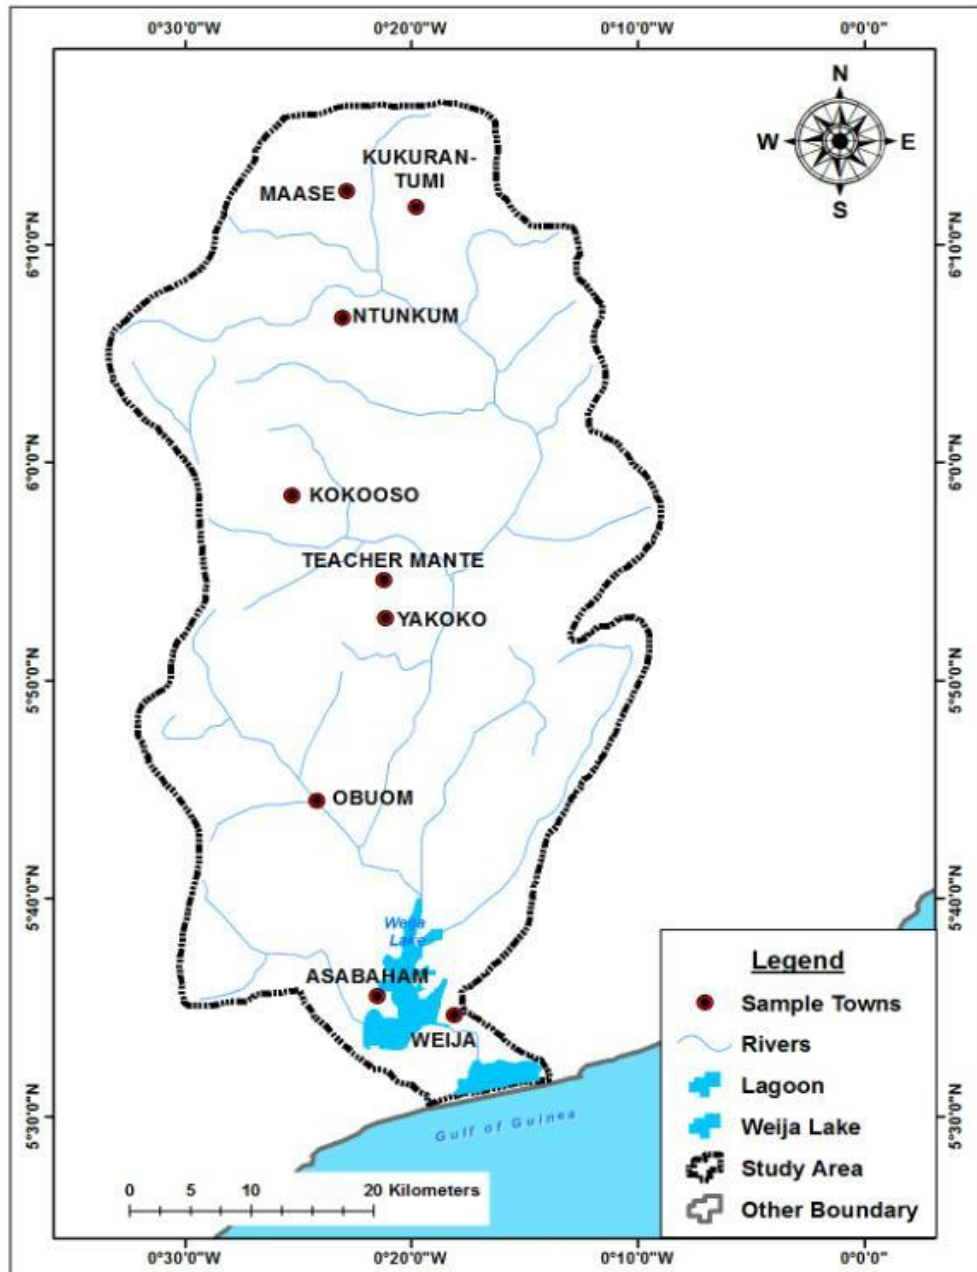 0°30'0"W
0°20'0"W
0°10'0"W
0°0'0"
N
W
E
S
KUKURAN-
TUMI
MAASE
6°10'0"N
6°10'0"N
NTUNKUM
6°0'0"N
6°0'0"N
KOKOOSO
TEACHER MANTE
YAKOKO
5°50'0"N
5°50'0"N
OBUOM
5°40'0"N
5°40'0"N
Weija
Lake
ASABAHAM
WEIJA
5°30'0"N
5°30'0"N
Gulf of Guinea
Legend
Sample Towns
Rivers
Lagoon
Weija Lake
Study Area
Other Boundary
0 5 10 20 Kilometers
0°30'0"W
0°20'0"W
0°10'0"W
0°0'0"